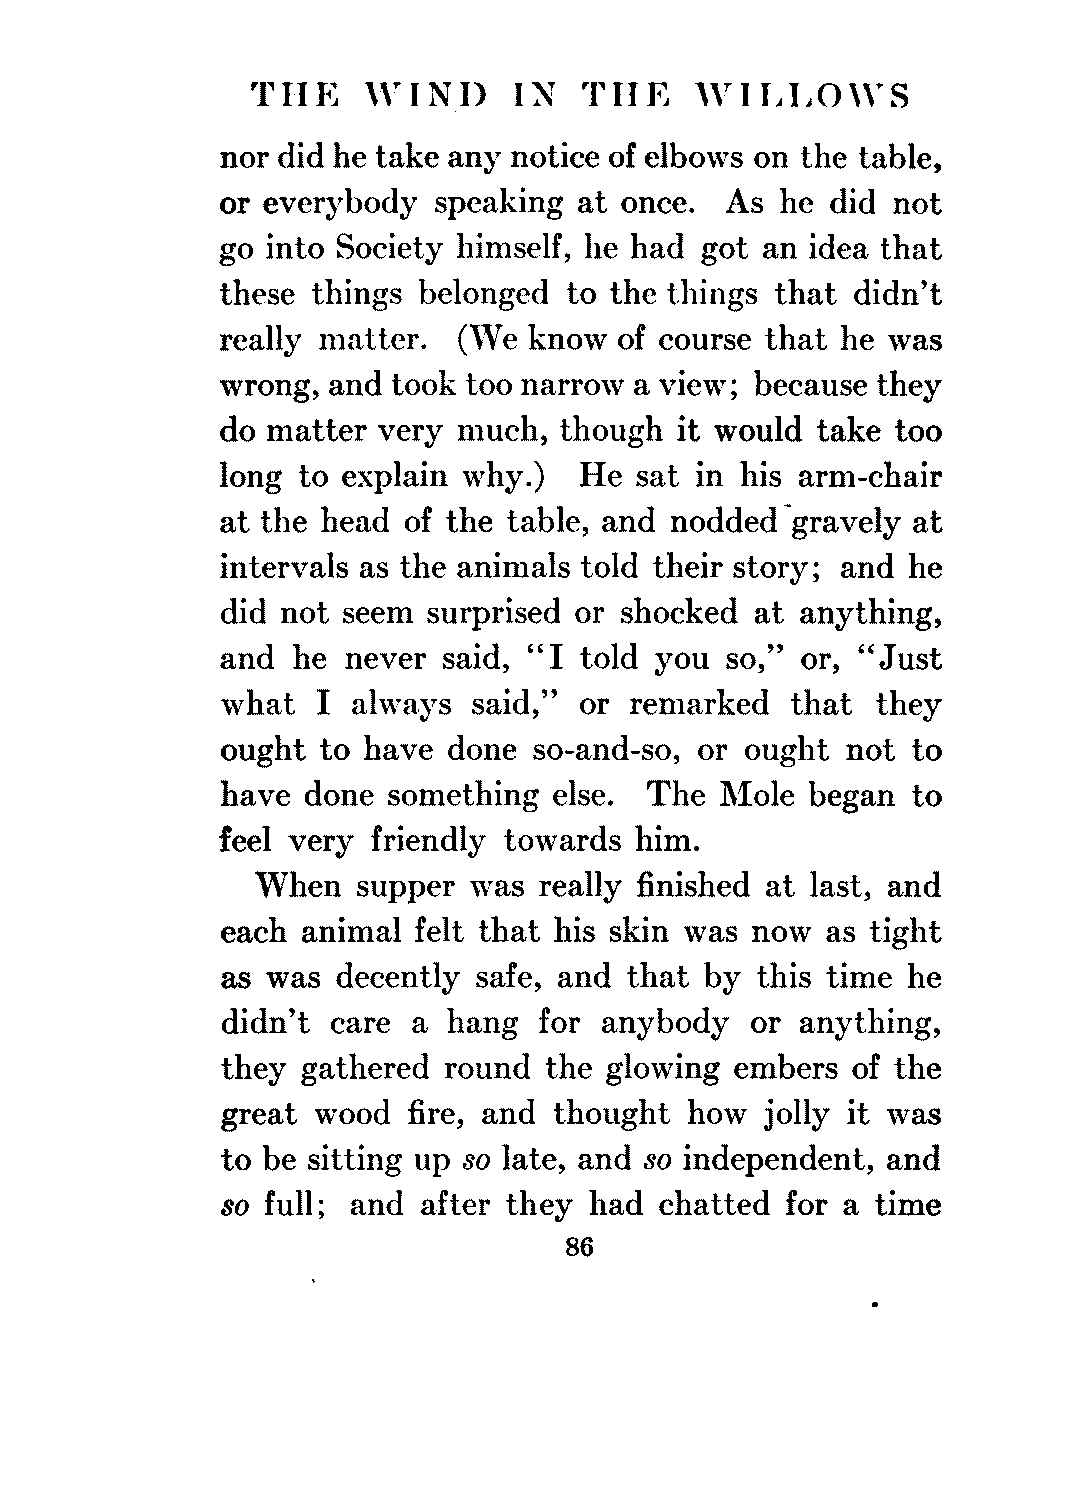 THE WIND IN THE WILLOWS
nor did he take any notice of elbows on the table,
or everybody speaking at once. As he did not
go into Society himself, he had got an idea that
these things belonged to the things that didn't
really matter. (We know of course that he was
wrong, and took too narrow a view; because they
do matter very much, though it would take too
long to explain why.) He sat in his arm-chair
at the head of the table, and nodded gravely at
intervals as the animals told their story; and he
did not seem surprised or shocked at anything,
and he never said, “I told you so,” or, “Just
what I always said,” or remarked that they
ought to have done so-and-so, or ought not to
have done something else. The Mole began to
feel very friendly towards him.
When supper was really finished at last, and
each animal felt that his skin was now as tight
as was decently safe, and that by this time he
didn't care a hang for anybody or anything,
they gathered round the glowing embers of the
great wood fire, and thought how jolly it was
to be sitting up so late, and so independent, and
so full; and after they had chatted for a time
86